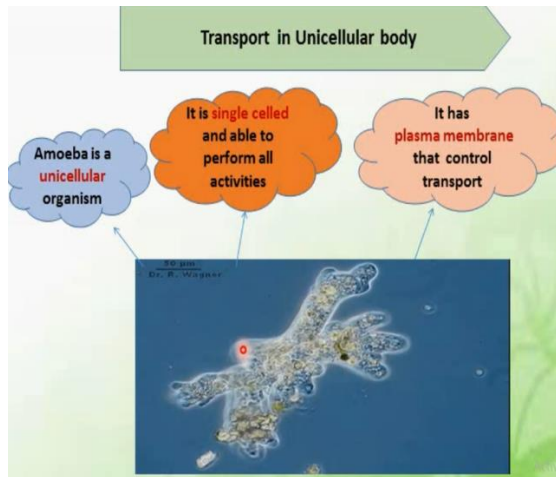 Transport in Unicellular body
Amoeba is a
unicellular
organism
It is single celled
and able to
perform all
activities
It has
plasma membrane
that control
transport
50 µm
Dr. R. Wagner